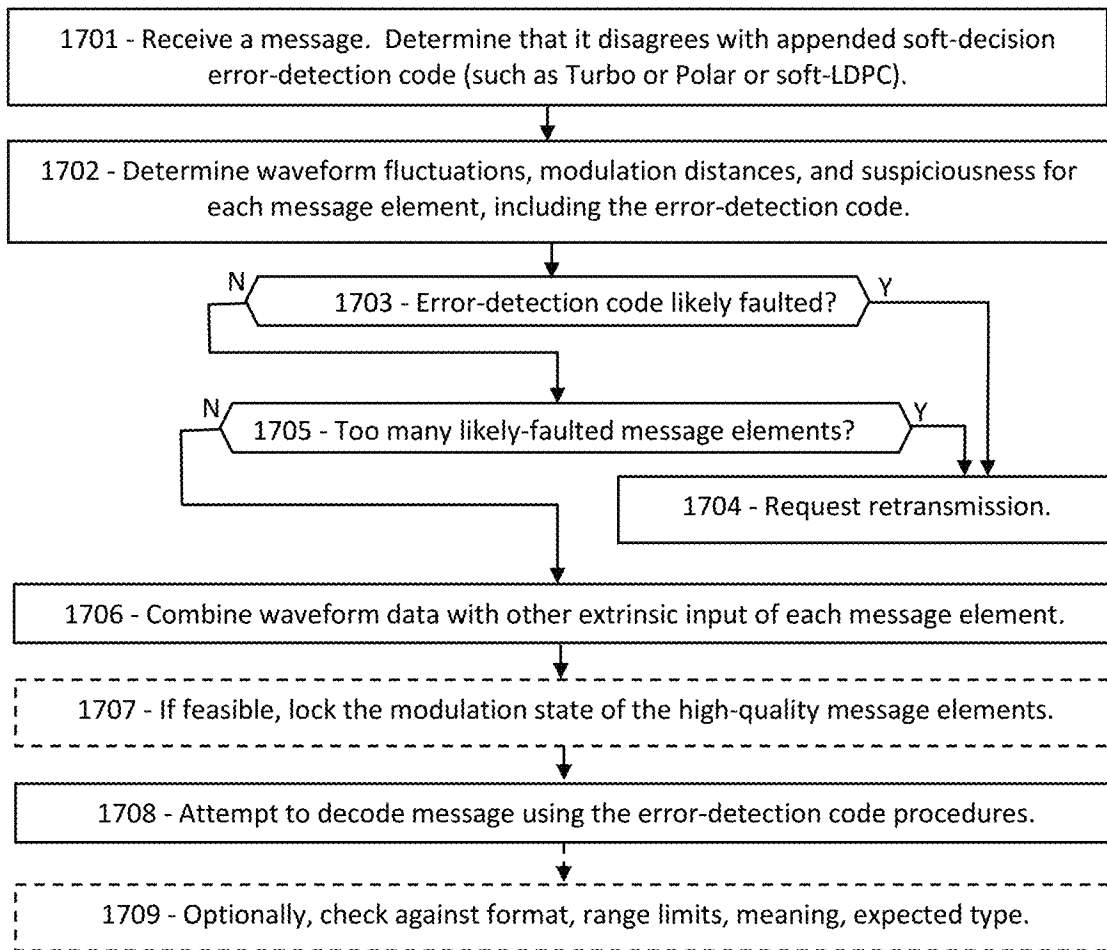 1701 - Receive a message.  Determine that it disagrees with appended soft-decision
error-detection code (such as Turbo or Polar or soft-LDPC).
1702 - Determine waveform fluctuations, modulation distances, and suspiciousness for
each message element, including the error-detection code.
N
1703 - Error-detection code likely faulted?
Y
N
1705 - Too many likely-faulted message elements?
Y
1704 - Request retransmission.
1706 - Combine waveform data with other extrinsic input of each message element.
1707 - If feasible, lock the modulation state of the high-quality message elements.
1708 - Attempt to decode message using the error-detection code procedures.
1709 - Optionally, check against format, range limits, meaning, expected type.